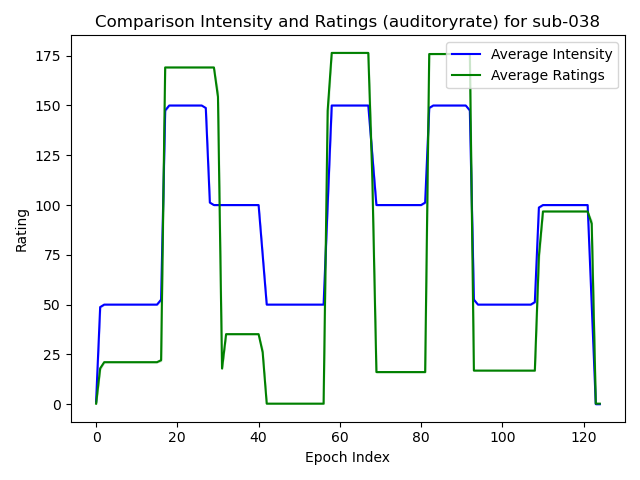 Comparison Intensity and Ratings (auditoryrate) for sub-038
Average Intensity
Average Ratings
Rating
175
150
125
100
75
50
25
0
0 20 40 60 80 100 120
Epoch Index